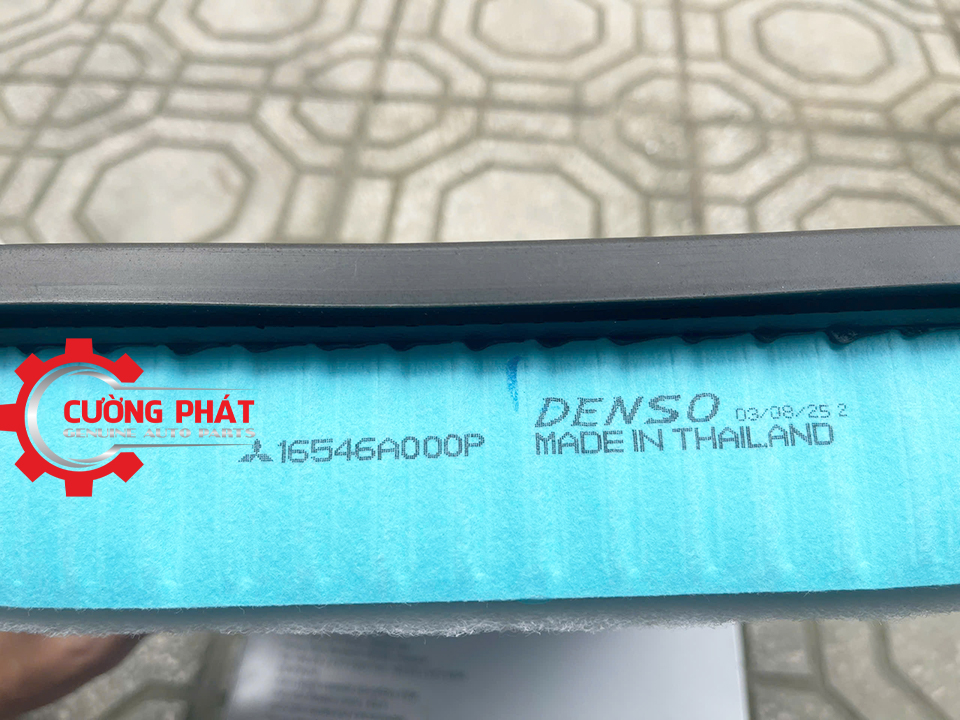 CƯỜNG PHÁT
GENUINE AUTO PARTS
16546A000P
DENSO 03/08/25 2
MADE IN THAILAND